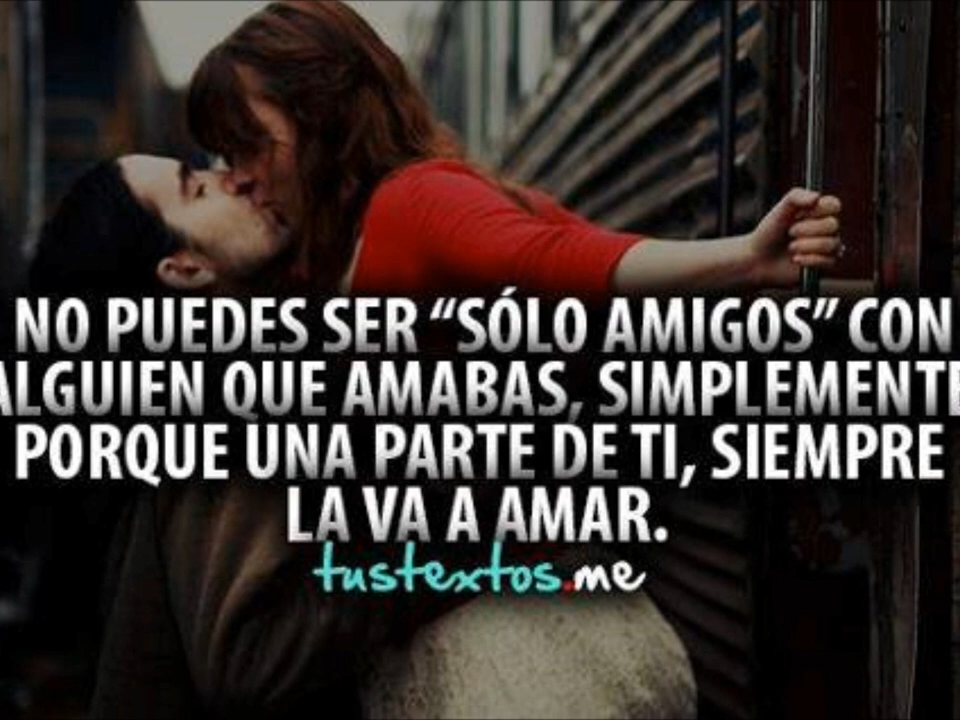 NO PUEDES SER “SÓLO AMIGOS” CON
ALGUIEN QUE AMABAS, SIMPLEMENTE
PORQUE UNA PARTE DE TI, SIEMPRE
LA VA A AMAR.
tustextos.me